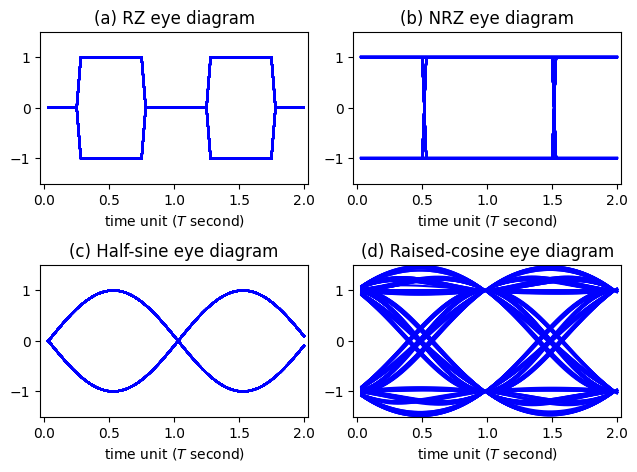 (a) RZ eye diagram
1
0
−1
0.0 0.5 1.0 1.5 2.0
time unit (T second)
(b) NRZ eye diagram
1
0
−1
0.0 0.5 1.0 1.5 2.0
time unit (T second)
(c) Half-sine eye diagram
1
0
−1
0.0 0.5 1.0 1.5 2.0
time unit (T second)
(d) Raised-cosine eye diagram
1
0
−1
0.0 0.5 1.0 1.5 2.0
time unit (T second)